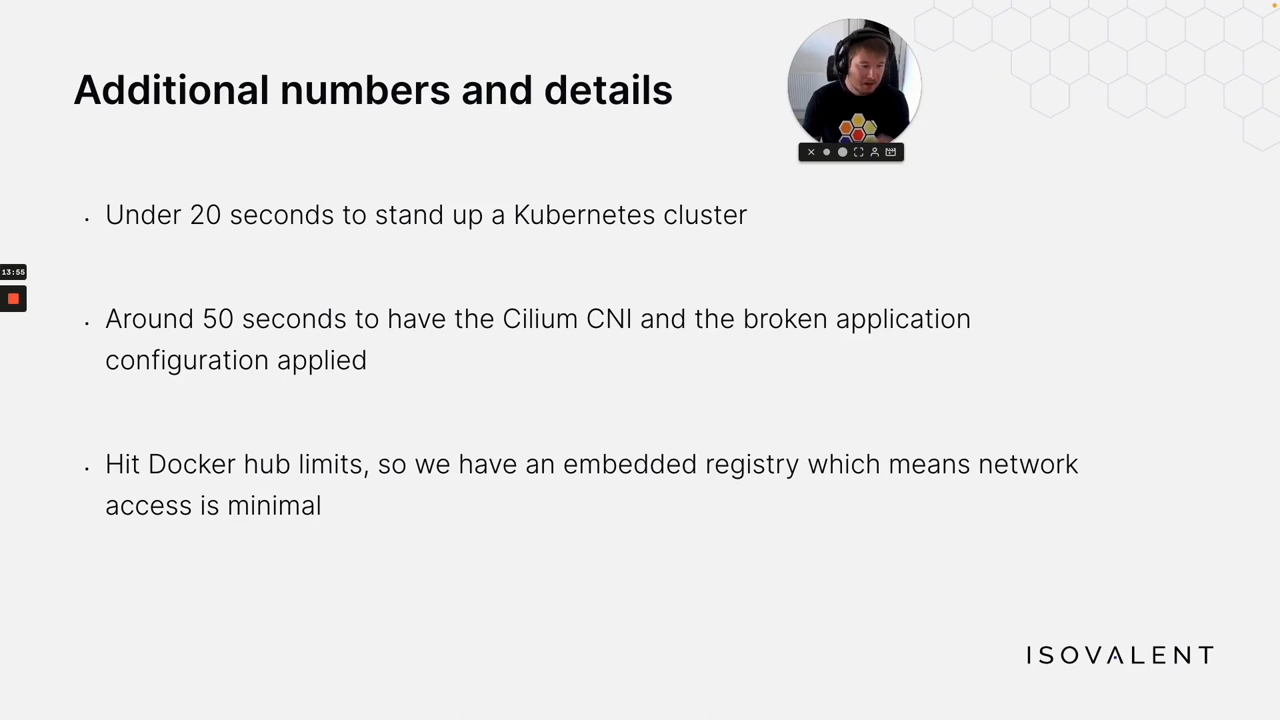 Additional numbers and details
Under 20 seconds to stand up a Kubernetes cluster
13:55
Around 50 seconds to have the Cilium CNI and the broken application
configuration applied
Hit Docker hub limits, so we have an embedded registry which means network
access is minimal
ISOVALENT